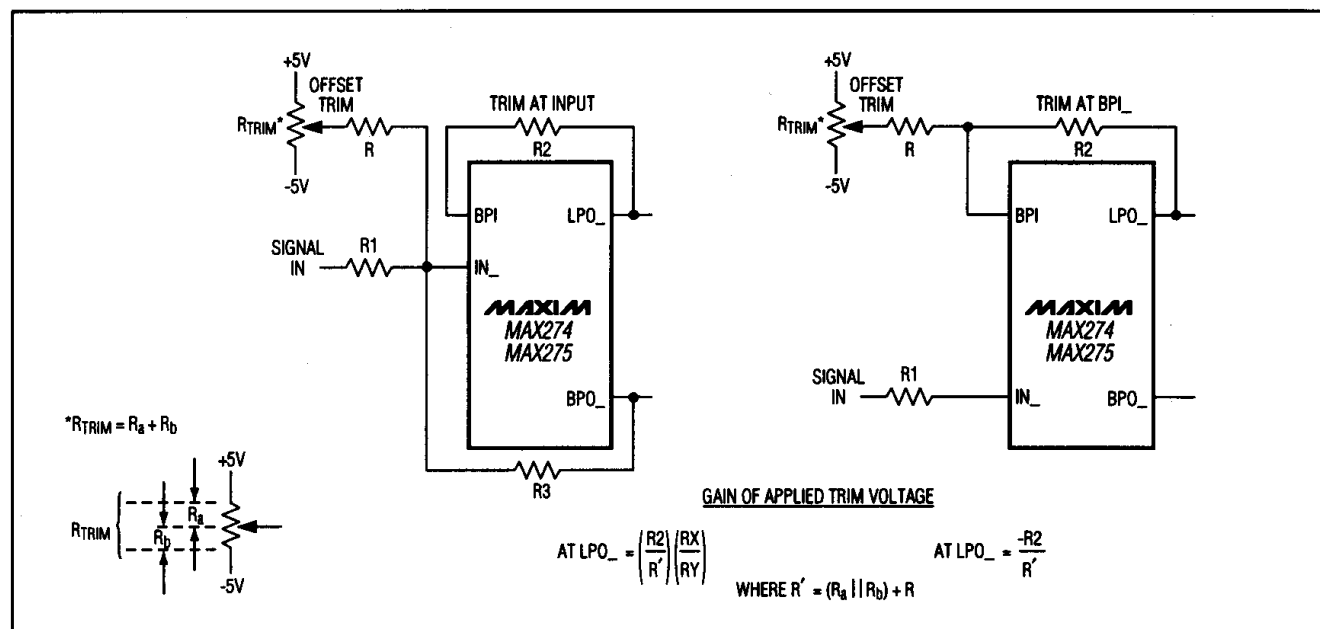 +5V
OFFSET
TRIM
RTRIM*
R
-5V
TRIM AT INPUT
R2
BPI
LPO_
SIGNAL
IN
R1
IN_
MAXIM
MAX274
MAX275
BPO_
R3
+5V
OFFSET
TRIM
RTRIM*
R
-5V
TRIM AT BPI_
R2
BPI
LPO_
MAXIM
MAX274
MAX275
SIGNAL
IN
R1
IN_
BPO_
*RTRIM = Ra + Rb
+5V
RTRIM
Ra
Rb
-5V
GAIN OF APPLIED TRIM VOLTAGE
AT LPO_ = (R2/R′)(RX/RY)
AT LPO_ = -R2/R′
WHERE R′ = (Ra || Rb) + R